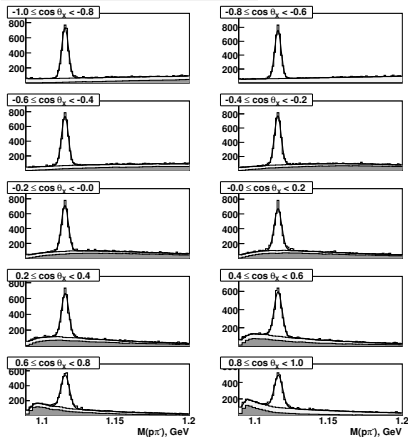 -1.0 ≤ cos θx < -0.8
800
600
400
200
-0.8 ≤ cos θx < -0.6
800
600
400
200
-0.6 ≤ cos θx < -0.4
800
600
400
200
-0.4 ≤ cos θx < -0.2
800
600
400
200
-0.2 ≤ cos θx < -0.0
800
600
400
200
-0.0 ≤ cos θx < 0.2
800
600
400
200
0.2 ≤ cos θx < 0.4
800
600
400
200
0.4 ≤ cos θx < 0.6
600
400
200
0.6 ≤ cos θx < 0.8
600
400
200
1.1 1.15 1.2
M(pπ-), GeV
0.8 ≤ cos θx < 1.0
600
400
200
1.1 1.15 1.2
M(pπ-), GeV